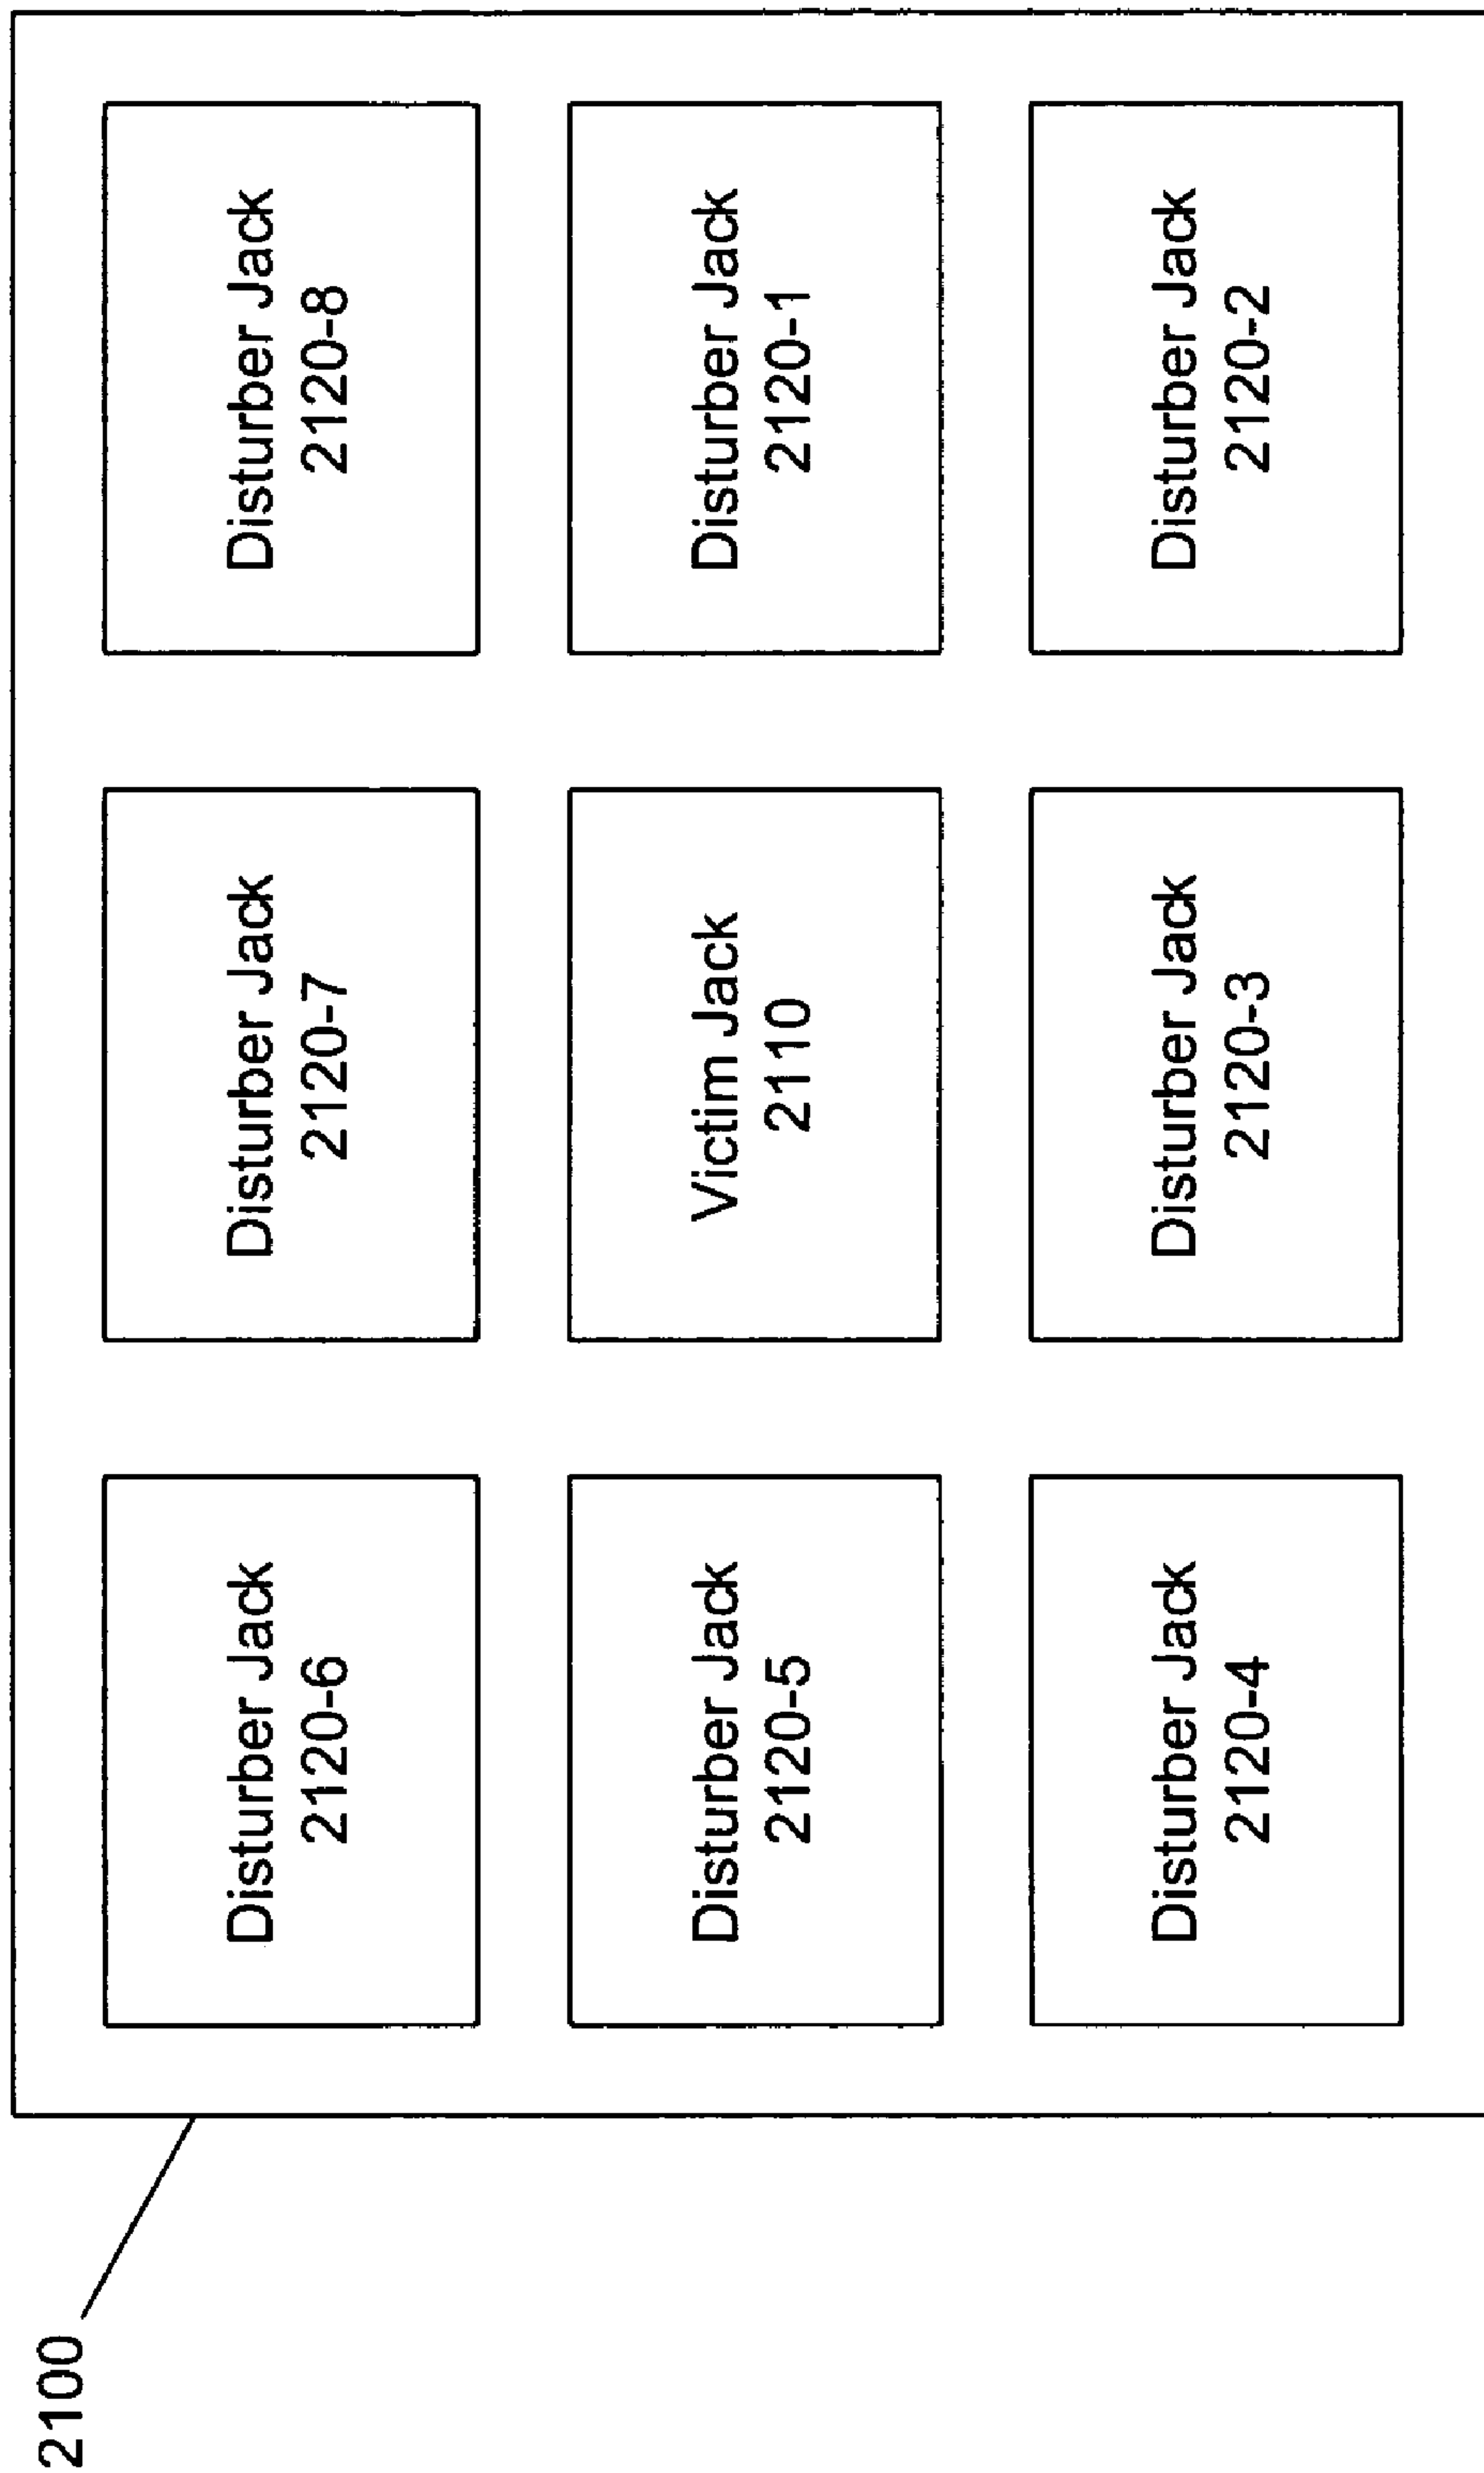 2100
Disturber Jack
2120-6
Disturber Jack
2120-7
Disturber Jack
2120-8
Disturber Jack
2120-5
Victim Jack
2110
Disturber Jack
2120-1
Disturber Jack
2120-4
Disturber Jack
2120-3
Disturber Jack
2120-2